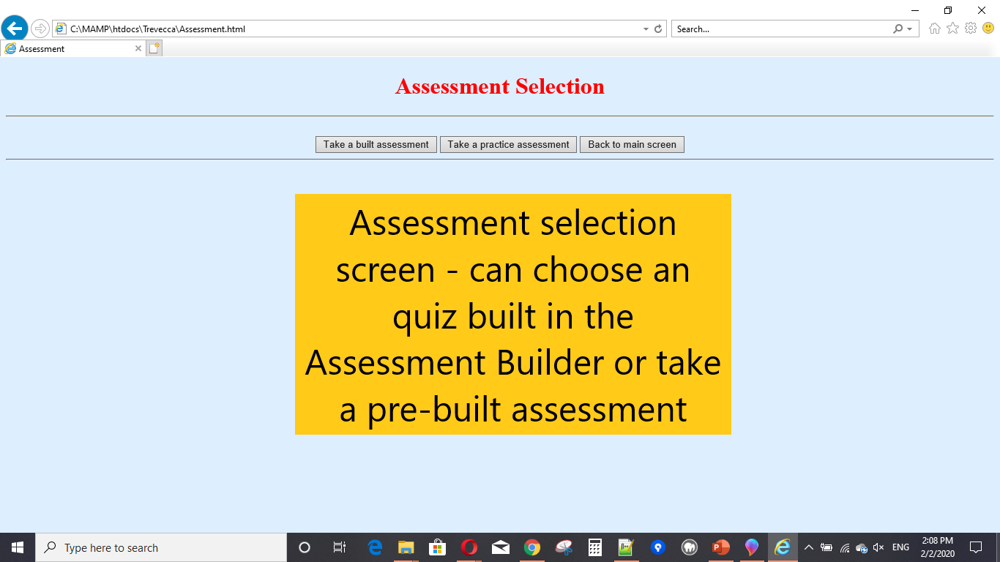 C:\MAMP\htdocs\Trevecca\Assessment.html
Search...
Assessment
Assessment Selection
Take a built assessment Take a practice assessment Back to main screen
Assessment selection
screen - can choose an
quiz built in the
Assessment Builder or take
a pre-built assessment
Type here to search
ENG
2:08 PM
2/2/2020